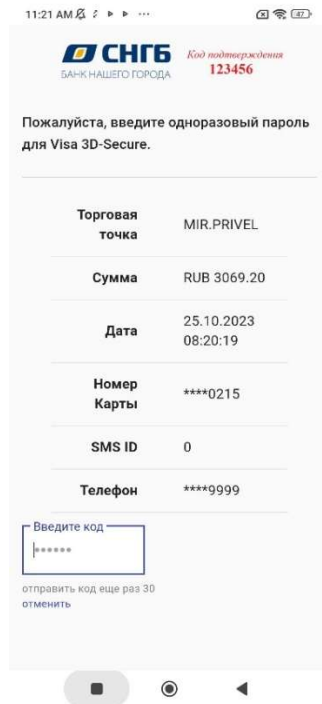 11:21 AM
47
СНГБ
БАНК НАШЕГО ГОРОДА
Код подтверждения
123456
Пожалуйста, введите одноразовый пароль
для Visa 3D-Secure.
Торговая
точка
MIR.PRIVEL
Сумма
RUB 3069.20
Дата
25.10.2023
08:20:19
Номер
Карты
****0215
SMS ID
0
Телефон
****9999
Введите код
******
отправить код еще раз 30
отменить